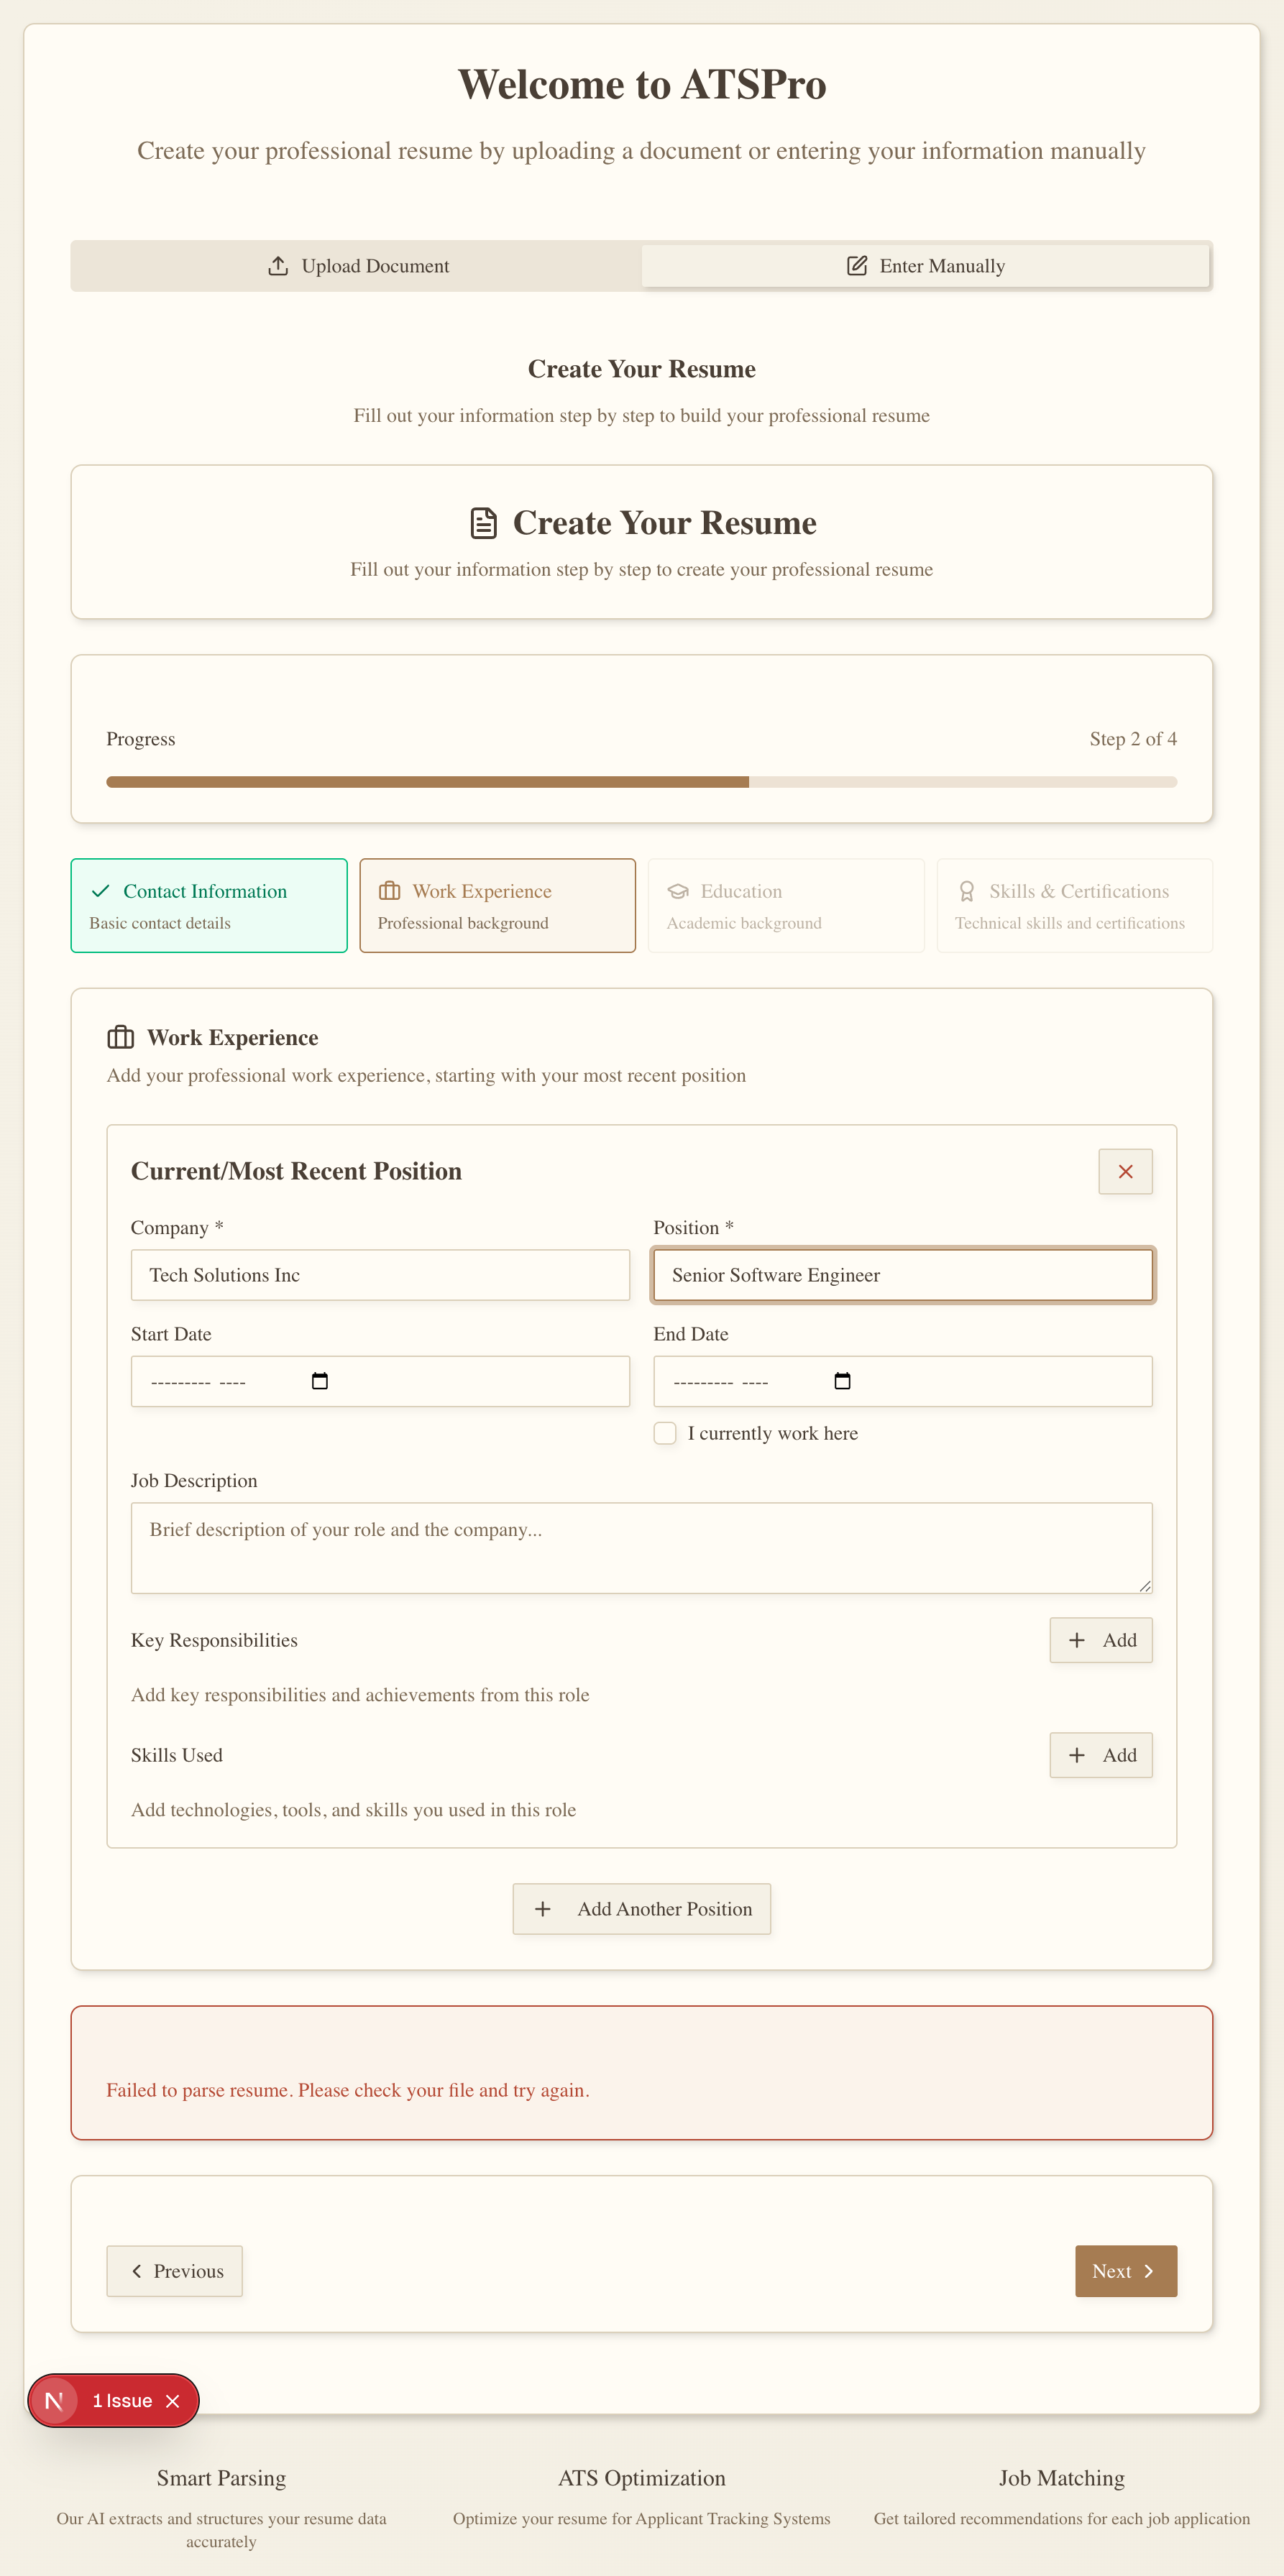 Welcome to ATSPro
Create your professional resume by uploading a document or entering your information manually
Upload Document
Enter Manually
Create Your Resume
Fill out your information step by step to build your professional resume
Create Your Resume
Fill out your information step by step to create your professional resume
Progress
Step 2 of 4
Contact Information
Basic contact details
Work Experience
Professional background
Education
Academic background
Skills & Certifications
Technical skills and certifications
Work Experience
Add your professional work experience, starting with your most recent position
Current/Most Recent Position
Company *
Position *
Tech Solutions Inc
Senior Software Engineer
Start Date
End Date
--------- ----
--------- ----
I currently work here
Job Description
Brief description of your role and the company...
Key Responsibilities
Add
Add key responsibilities and achievements from this role
Skills Used
Add
Add technologies, tools, and skills you used in this role
Add Another Position
Failed to parse resume. Please check your file and try again.
Previous
Next
N 1 Issue
Smart Parsing
Our AI extracts and structures your resume data
accurately
ATS Optimization
Optimize your resume for Applicant Tracking Systems
Job Matching
Get tailored recommendations for each job application